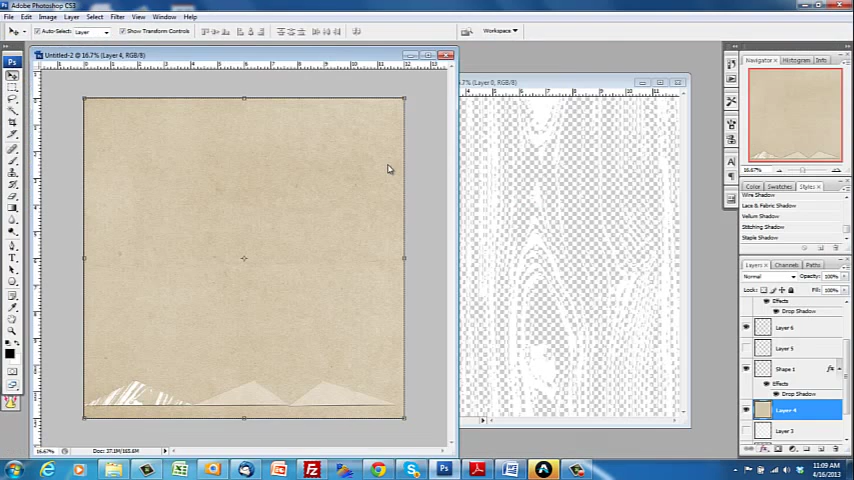 Adobe Photoshop CS3
File Edit Image Layer Select Filter View Window Help
Auto-Select: Layer Show Transform Controls Workspace
Untitled-2 @ 16.7% (Layer 4, RGB/8)
(Layer 0, RGB/8)
Navigator Histogram Info
16.67%
Color Swatches Styles
Wire Shadow
Lace & Fabric Shadow
Vellum Shadow
Stitching Shadow
Staple Shadow
Layers Channels Paths
Normal Opacity: 100%
Lock: Fill: 100%
Effects
Drop Shadow
Layer 6
Layer 5
Shape 1 fx
Effects
Drop Shadow
Layer 4
Layer 3
16.67% Doc: 37.1M/165.6M
11:09 AM
4/16/2013